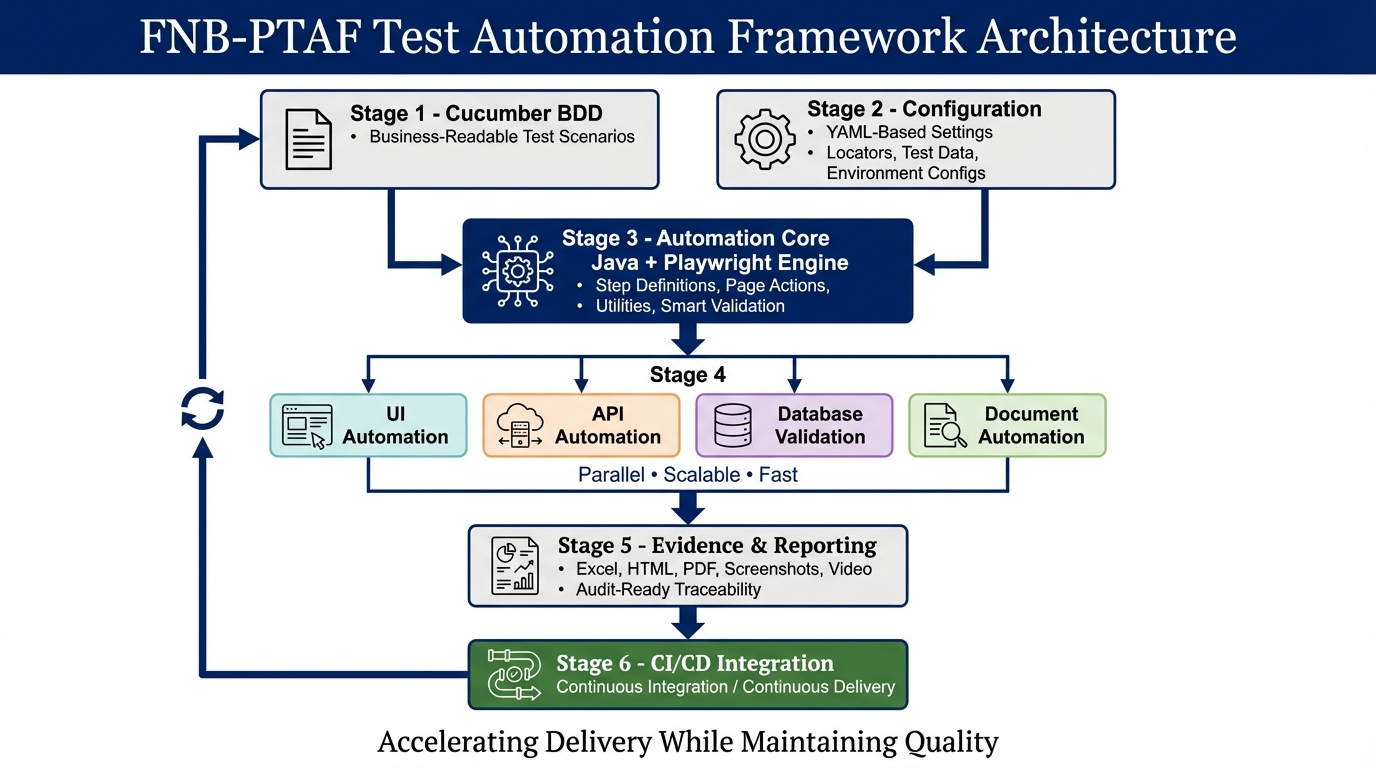 FNB-PTAF Test Automation Framework Architecture
Stage 1 - Cucumber BDD
• Business-Readable Test Scenarios
Stage 2 - Configuration
• YAML-Based Settings
• Locators, Test Data,
Environment Configs
Stage 3 - Automation Core
Java + Playwright Engine
• Step Definitions, Page Actions,
• Utilities, Smart Validation
Stage 4
UI
Automation
API
Automation
Database
Validation
Document
Automation
Parallel • Scalable • Fast
Stage 5 - Evidence & Reporting
• Excel, HTML, PDF, Screenshots, Video
• Audit-Ready Traceability
Stage 6 - CI/CD Integration
Continuous Integration / Continuous Delivery
Accelerating Delivery While Maintaining Quality